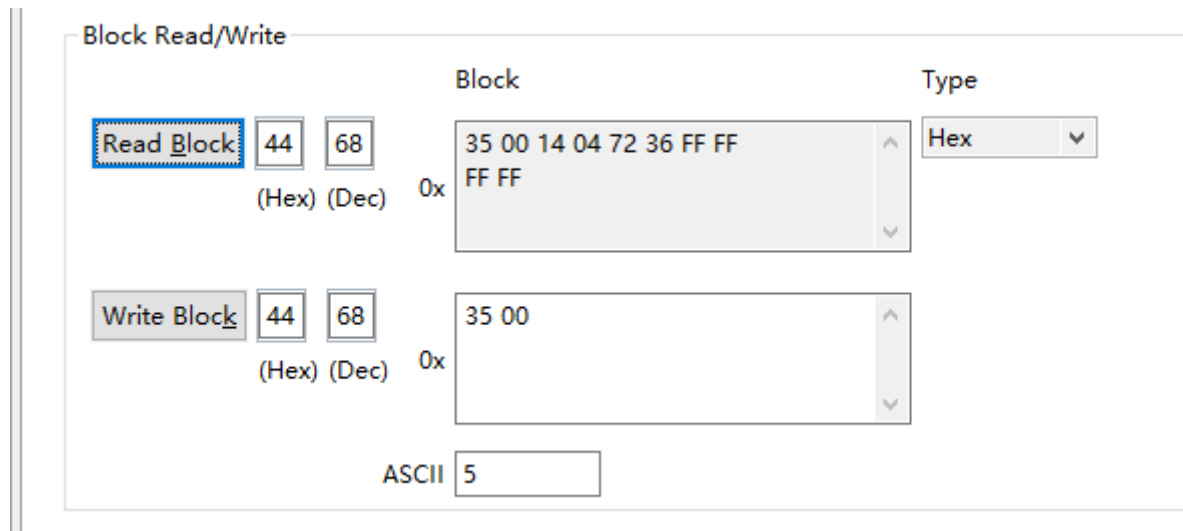 Block Read/Write
Block Type
Read Block 44 68 0x 35 00 14 04 72 36 FF FF Hex
FF FF
(Hex) (Dec)
Write Block 44 68 0x 35 00
(Hex) (Dec)
ASCII 5